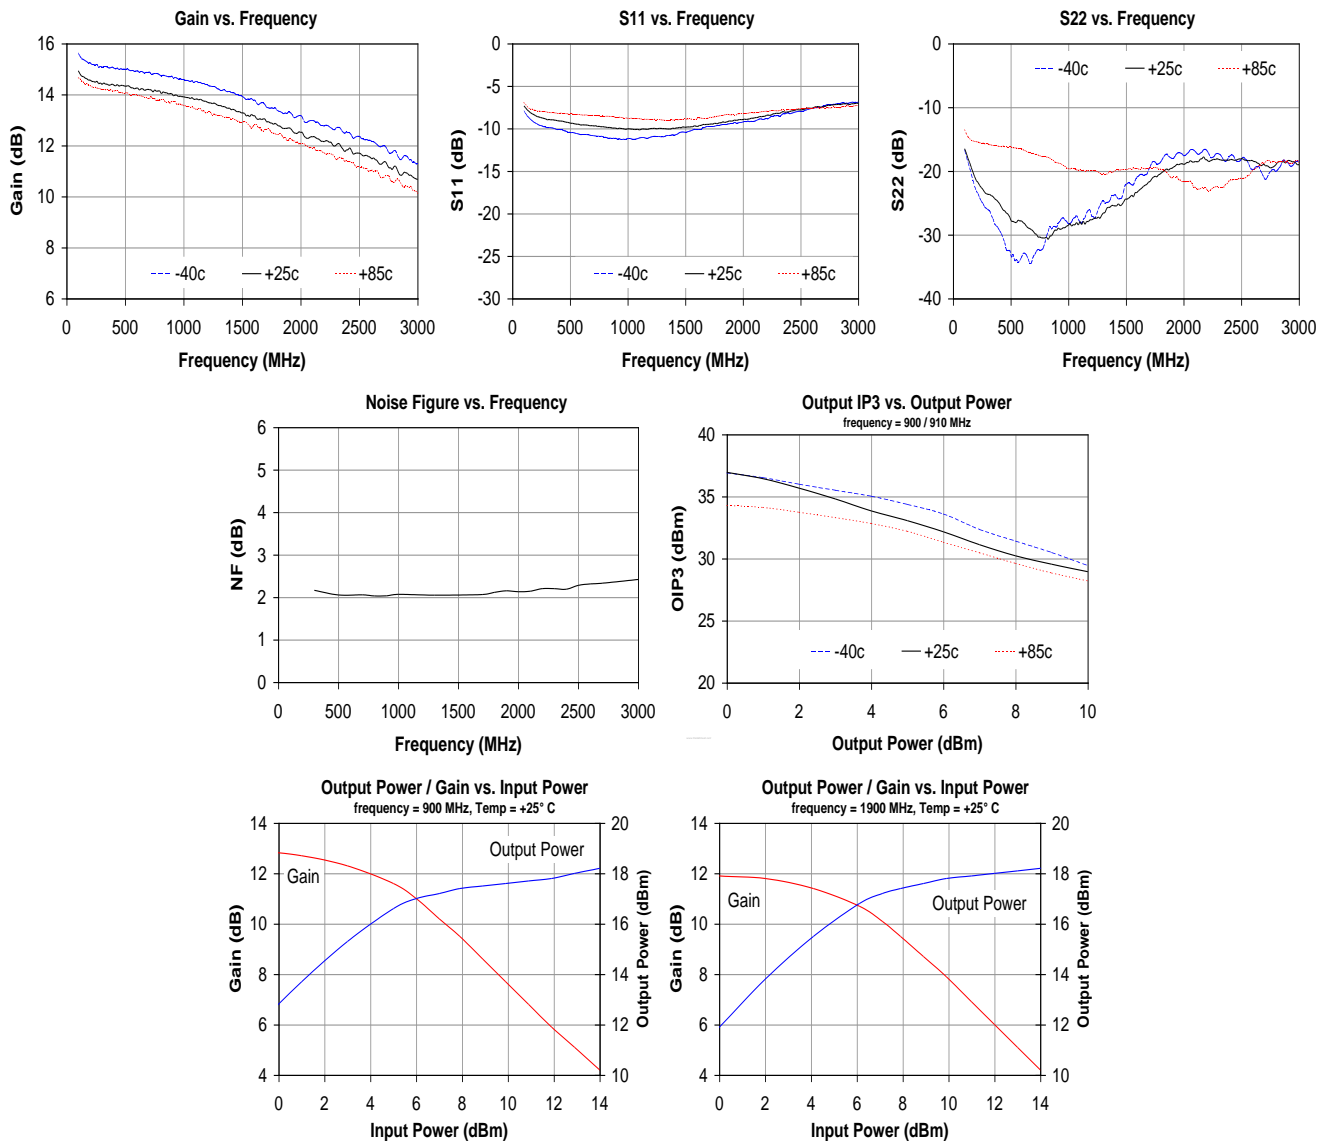 Gain vs. Frequency
16
14
12
10
8
6
Gain (dB)
-40c +25c +85c
0 500 1000 1500 2000 2500 3000
Frequency (MHz)
S11 vs. Frequency
0
-5
-10
-15
-20
-25
-30
S11 (dB)
-40c +25c +85c
0 500 1000 1500 2000 2500 3000
Frequency (MHz)
S22 vs. Frequency
0
-10
-20
-30
-40
S22 (dB)
-40c +25c +85c
0 500 1000 1500 2000 2500 3000
Frequency (MHz)
Noise Figure vs. Frequency
6
5
4
3
2
1
0
NF (dB)
0 500 1000 1500 2000 2500 3000
Frequency (MHz)
Output IP3 vs. Output Power
frequency = 900 / 910 MHz
40
35
30
25
20
OIP3 (dBm)
-40c +25c +85c
0 2 4 6 8 10
Output Power (dBm)
Output Power / Gain vs. Input Power
frequency = 900 MHz, Temp = +25° C
14
12
10
8
6
4
Gain (dB)
Gain
Output Power
20
18
16
14
12
10
Output Power (dBm)
0 2 4 6 8 10 12 14
Input Power (dBm)
Output Power / Gain vs. Input Power
frequency = 1900 MHz, Temp = +25° C
14
12
10
8
6
4
Gain (dB)
Gain
Output Power
20
18
16
14
12
10
Output Power (dBm)
0 2 4 6 8 10 12 14
Input Power (dBm)